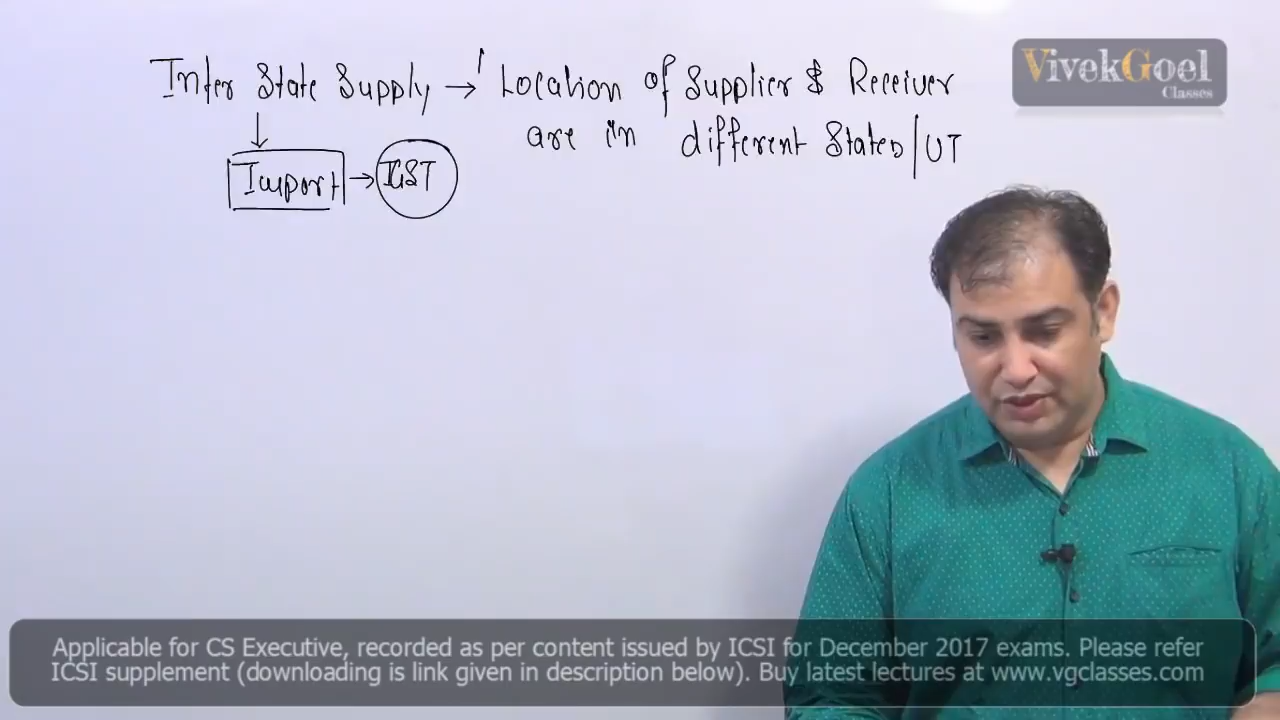 Inter State Supply → Location of Supplier & Receiver
are in different States/UT
Import → IGST
VivekGoel
Classes
Applicable for CS Executive, recorded as per content issued by ICSI for December 2017 exams. Please refer
ICSI supplement (downloading is link given in description below). Buy latest lectures at www.vgclasses.com